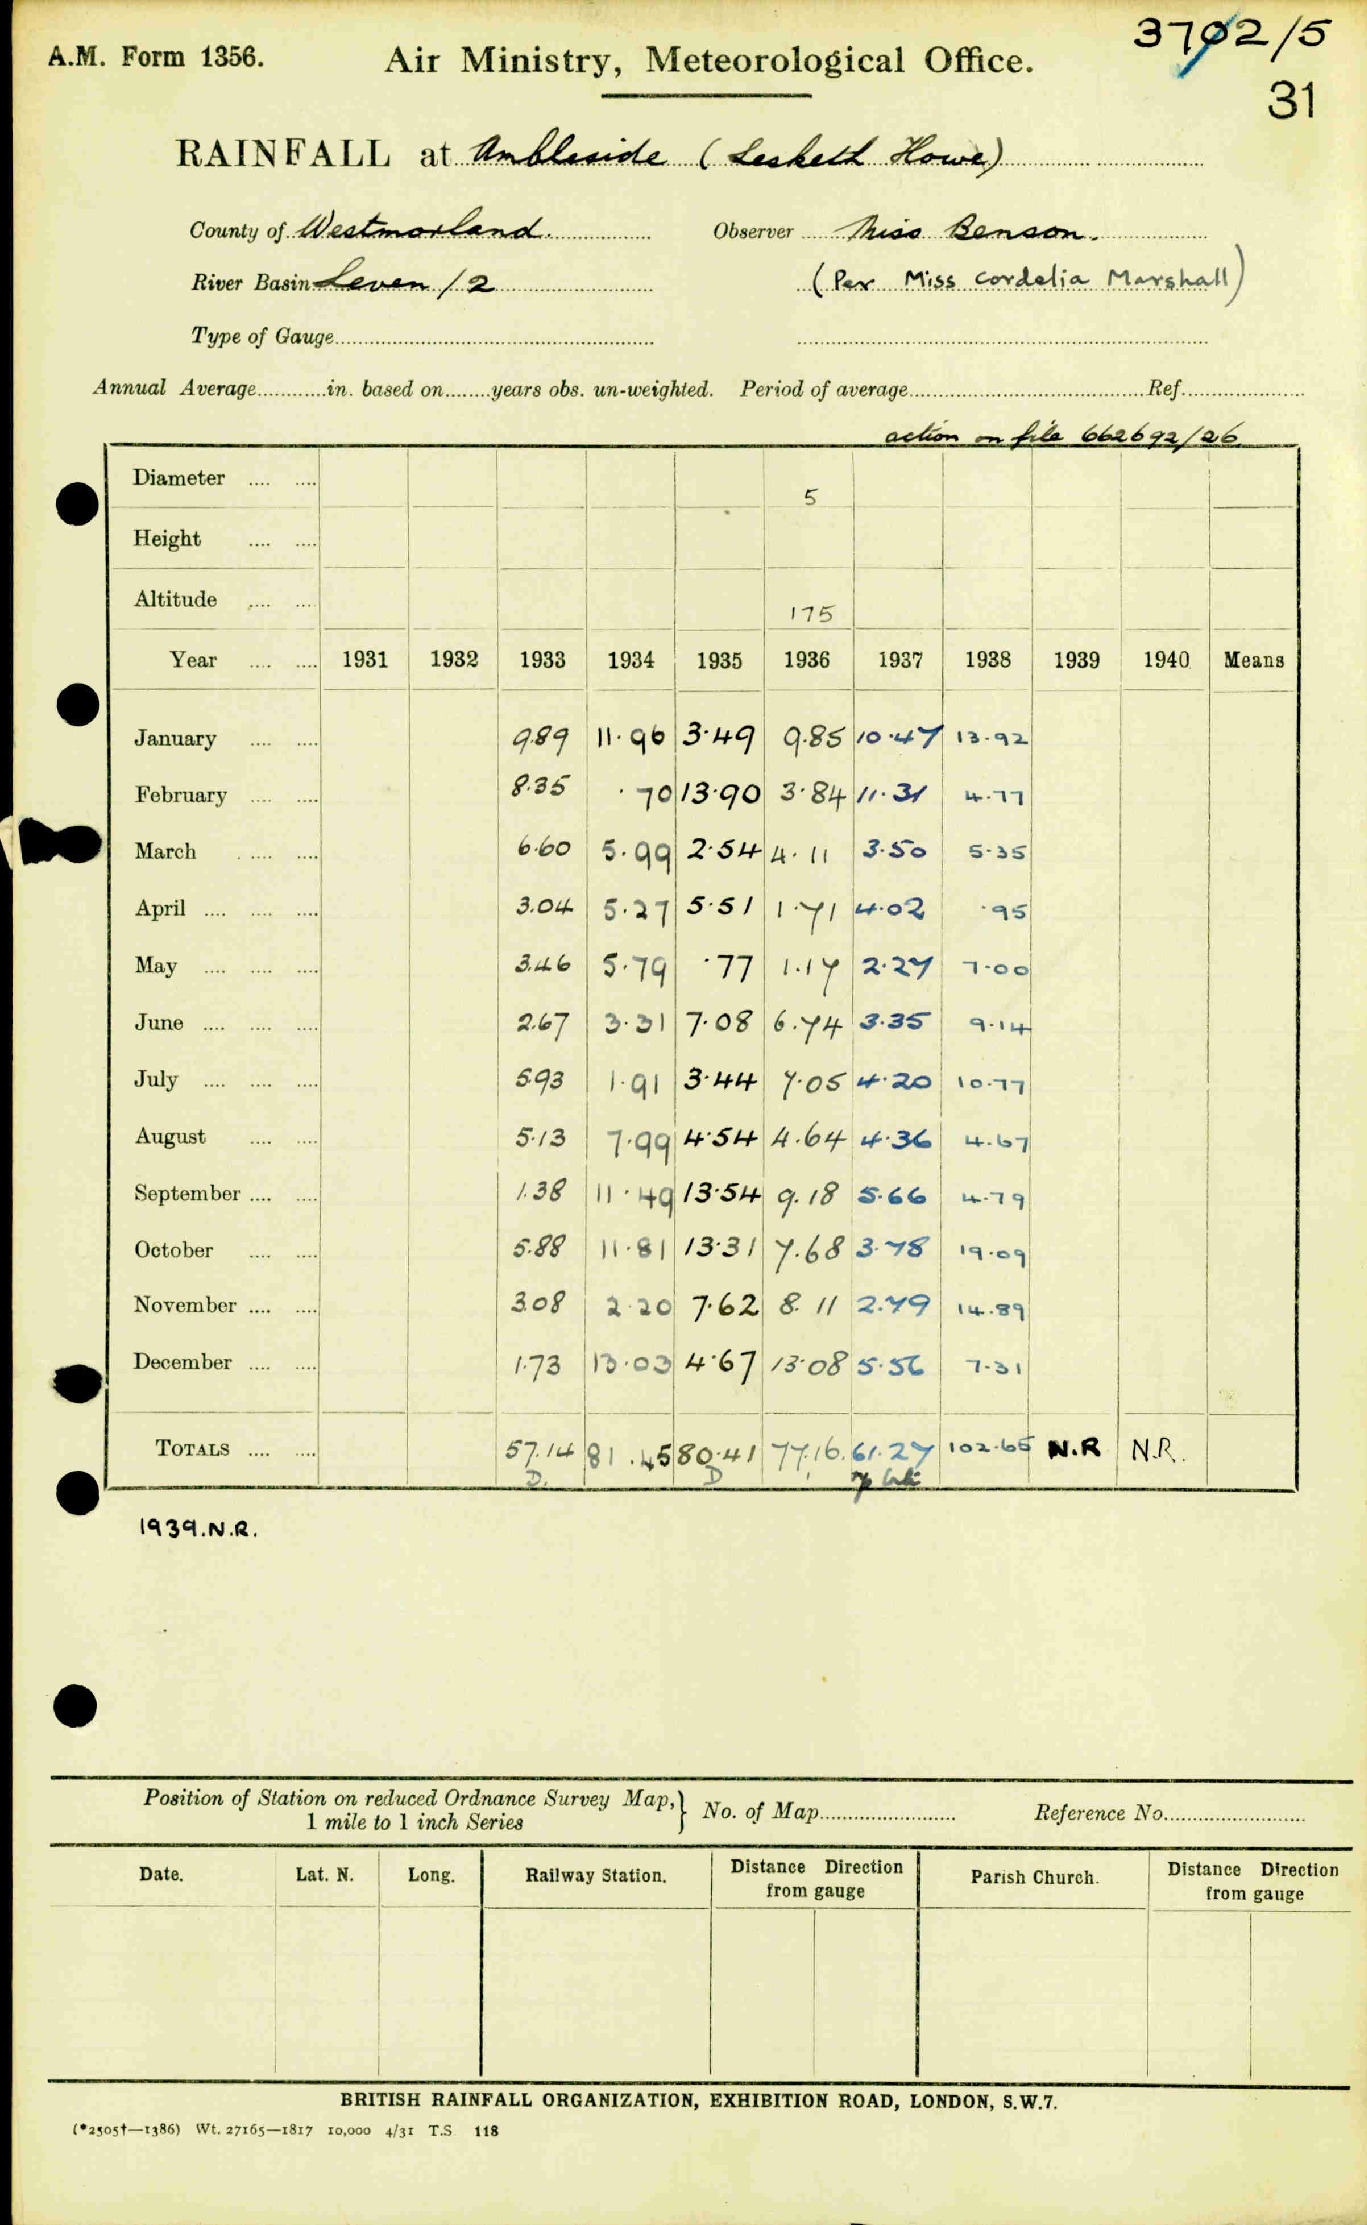 3702/5
A.M. Form 1356. Air Ministry, Meteorological Office.
31
RAINFALL at Ambleside (Lesketh Howe)
County of Westmorland. Observer Miss Benson.
River Basin Leven / 2 (Per Miss Cordelia Marshall)
Type of Gauge
Annual Average in. based on years obs. un-weighted. Period of average Ref.
action on file 662692/26
Diameter 5
Height
Altitude 175
Year 1931 1932 1933 1934 1935 1936 1937 1938 1939 1940 Means
January 9.89 11.96 3.49 9.85 10.47 13.92
February 8.35 .70 13.90 3.84 11.31 4.77
March 6.60 5.99 2.54 4.11 3.50 5.35
April 3.04 5.27 5.51 1.71 4.02 .95
May 3.46 5.79 .77 1.17 2.27 7.00
June 2.67 3.31 7.08 6.74 3.35 9.14
July 5.93 1.91 3.44 7.05 4.20 10.77
August 5.13 7.99 4.54 4.64 4.36 4.67
September 1.38 11.49 13.54 9.18 5.66 4.79
October 5.88 11.81 13.31 7.68 3.78 19.09
November 3.08 2.20 7.62 8.11 2.79 14.89
December 1.73 13.03 4.67 13.08 5.56 7.31
TOTALS 57.14 81.45 80.41 77.16 61.27 102.65 N.R N.R.
D. D
1939.N.R.
Position of Station on reduced Ordnance Survey Map, } No. of Map Reference No.
1 mile to 1 inch Series
Date. Lat. N. Long. Railway Station. Distance Direction from gauge Parish Church. Distance Direction from gauge
BRITISH RAINFALL ORGANIZATION, EXHIBITION ROAD, LONDON, S.W.7.
(*2505†—1386) Wt. 27165—1817 10,000 4/31 T.S 118